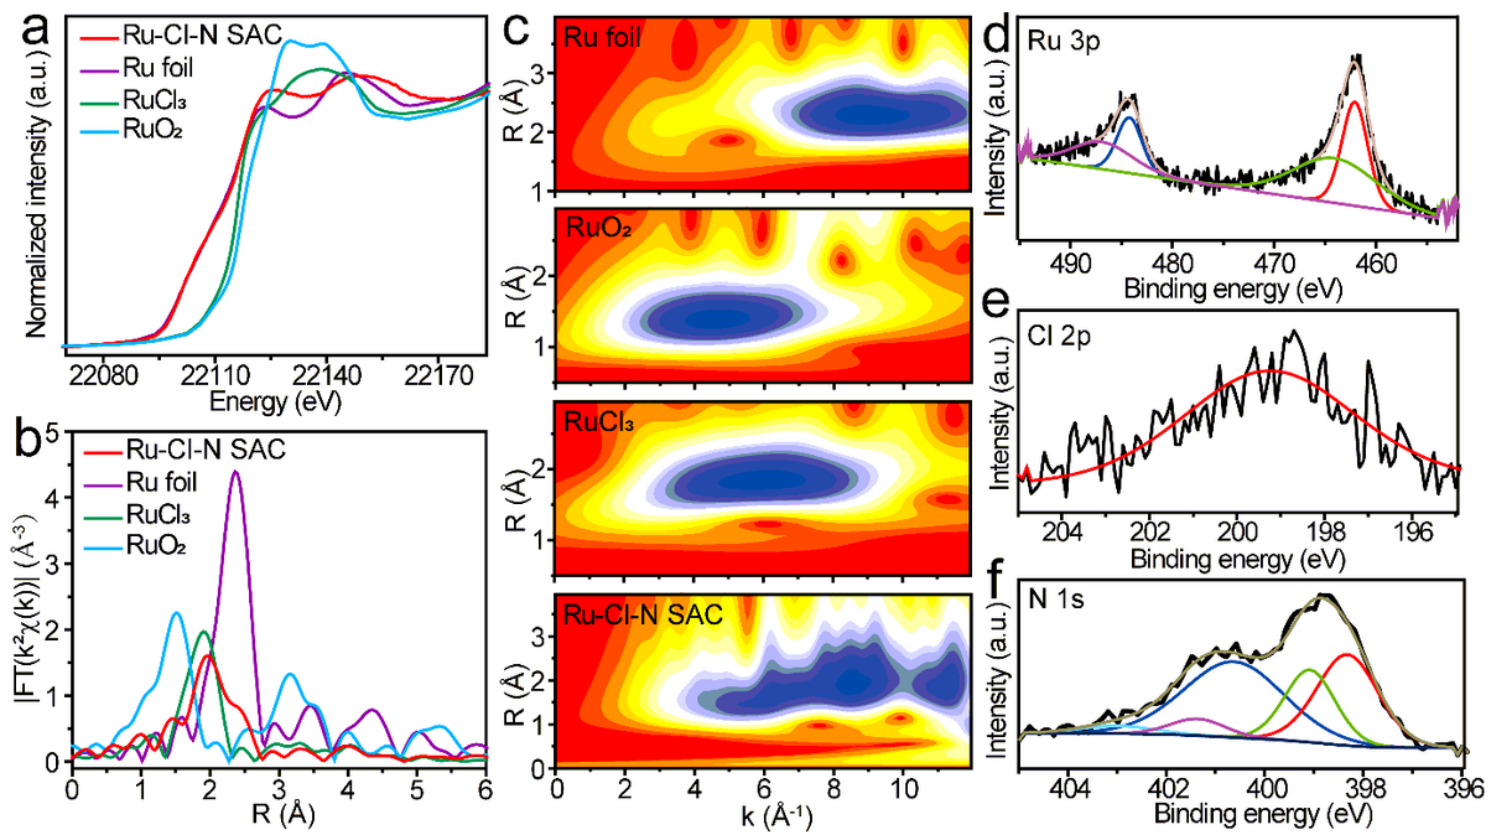 a
Normalized intensity (a.u.)
Ru-Cl-N SAC
Ru foil
RuCl₃
RuO₂
22080 22110 22140 22170
Energy (eV)
b
|FT(k²χ(k))| (Å⁻³)
5
4
3
2
1
0
Ru-Cl-N SAC
Ru foil
RuCl₃
RuO₂
0 1 2 3 4 5 6
R (Å)
c
Ru foil
R (Å)
3
2
1
RuO₂
R (Å)
2
1
RuCl₃
R (Å)
2
1
Ru-Cl-N SAC
R (Å)
3
2
1
0
0 2 4 6 8 10
k (Å⁻¹)
d
Ru 3p
Intensity (a.u.)
490 480 470 460
Binding energy (eV)
e
Cl 2p
Intensity (a.u.)
204 202 200 198 196
Binding energy (eV)
f
N 1s
Intensity (a.u.)
404 402 400 398 396
Binding energy (eV)